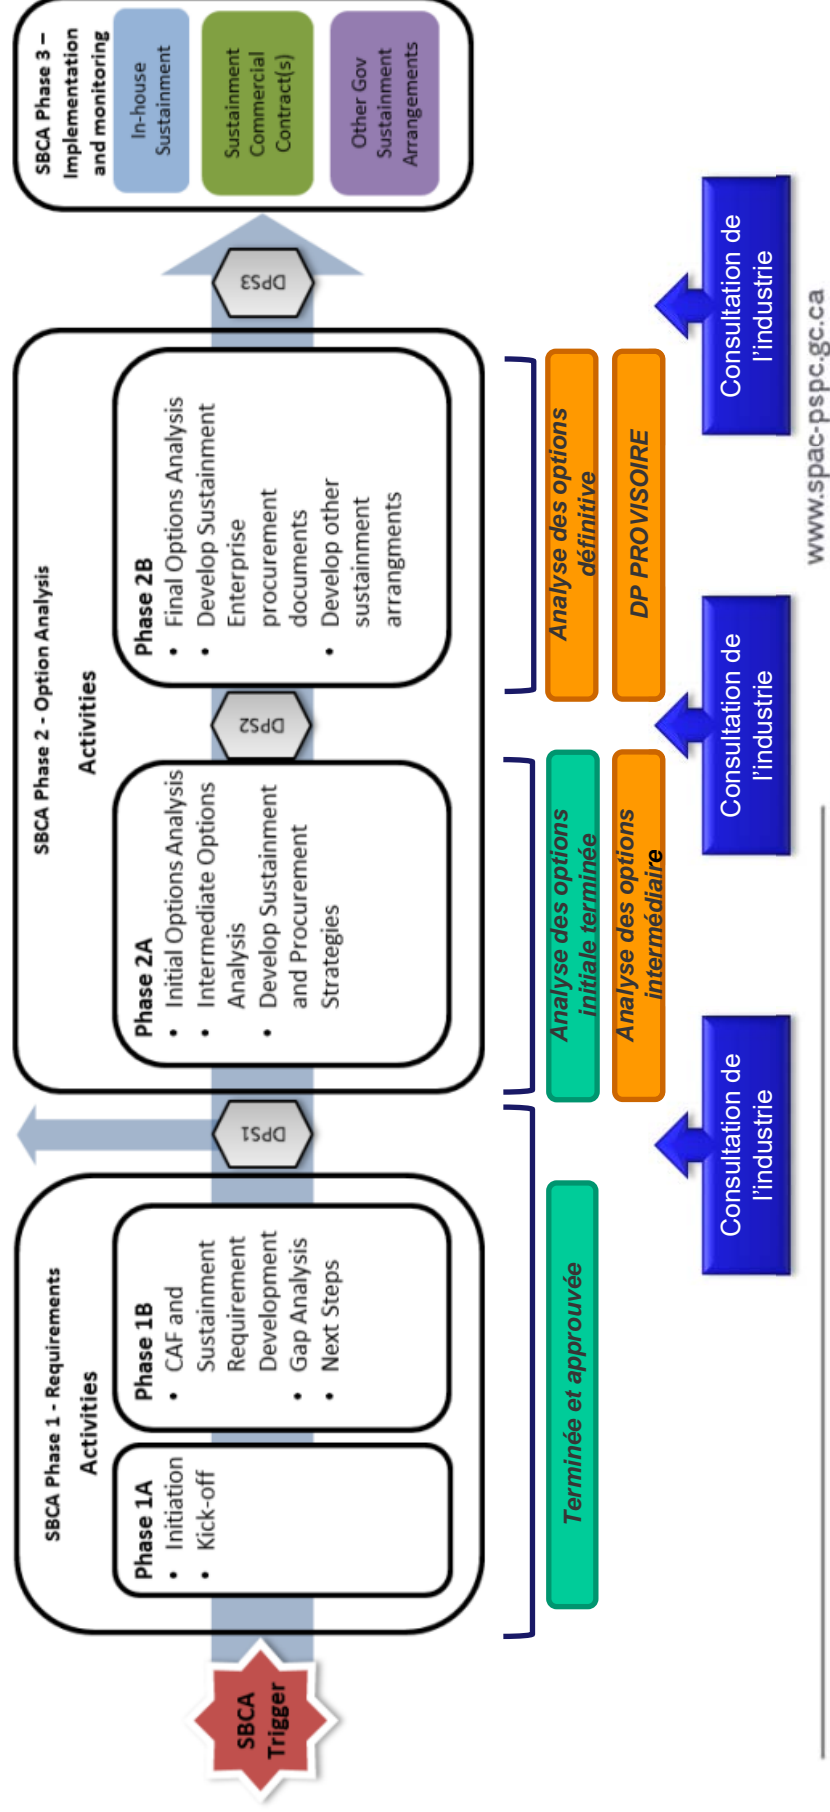 SBCA
Trigger
SBCA Phase 1 - Requirements
Activities
Phase 1A
• Initiation
• Kick-off
Phase 1B
• CAF and
Sustainment
Requirement
Development
• Gap Analysis
• Next Steps
DPS1
SBCA Phase 2 - Option Analysis
Activities
Phase 2A
• Initial Options Analysis
• Intermediate Options
Analysis
• Develop Sustainment
and Procurement
Strategies
DPS2
Phase 2B
• Final Options Analysis
• Develop Sustainment
Enterprise
procurement
documents
• Develop other
sustainment
arrangments
DPS3
SBCA Phase 3 –
Implementation
and monitoring
In-house
Sustainment
Sustainment
Commercial
Contract(s)
Other Gov
Sustainment
Arrangements
Terminée et approuvée
Analyse des options
initiale terminée
Analyse des options
intermédiaire
Analyse des options
définitive
DP PROVISOIRE
Consultation de
l'industrie
Consultation de
l'industrie
Consultation de
l'industrie
www.spac-pspc.gc.ca